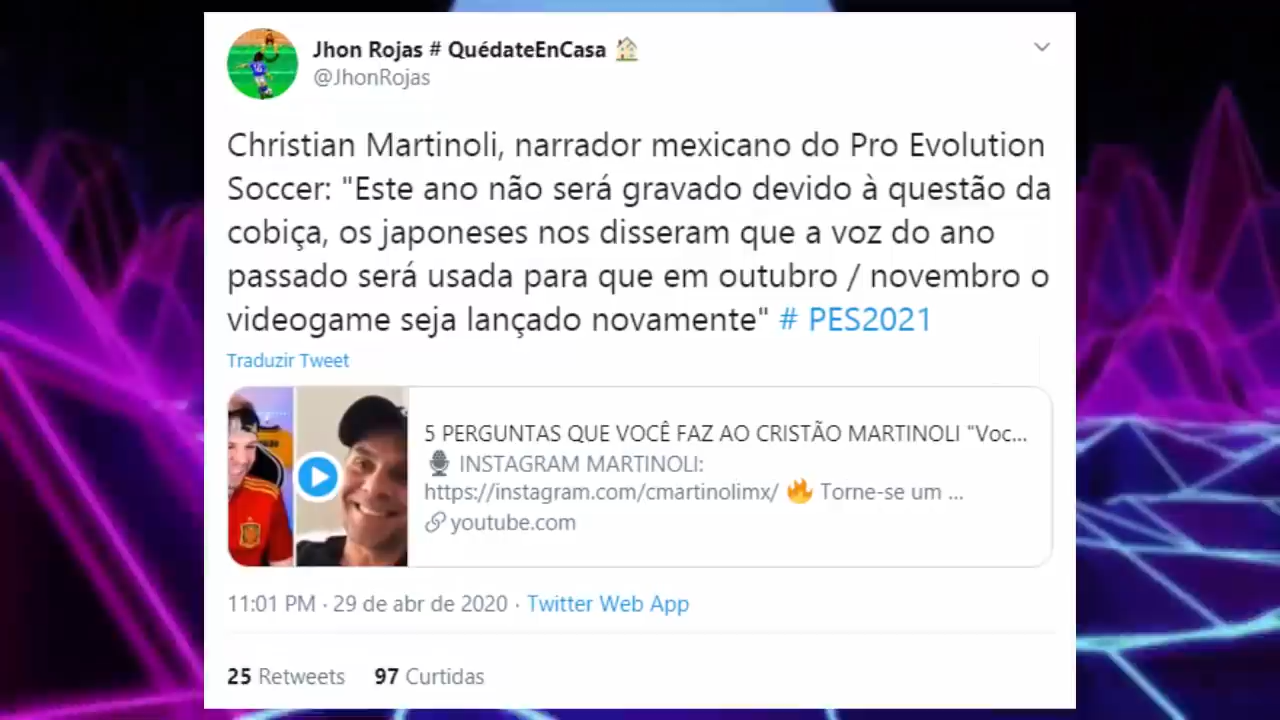 Jhon Rojas # QuédateEnCasa
@JhonRojas
Christian Martinoli, narrador mexicano do Pro Evolution
Soccer: "Este ano não será gravado devido à questão da
cobiça, os japoneses nos disseram que a voz do ano
passado será usada para que em outubro / novembro o
videogame seja lançado novamente" # PES2021
Traduzir Tweet
5 PERGUNTAS QUE VOCÊ FAZ AO CRISTÃO MARTINOLI "Voc...
INSTAGRAM MARTINOLI:
https://instagram.com/cmartinolimx/ 🔥 Torne-se um ...
youtube.com
11:01 PM · 29 de abr de 2020 · Twitter Web App
25 Retweets 97 Curtidas